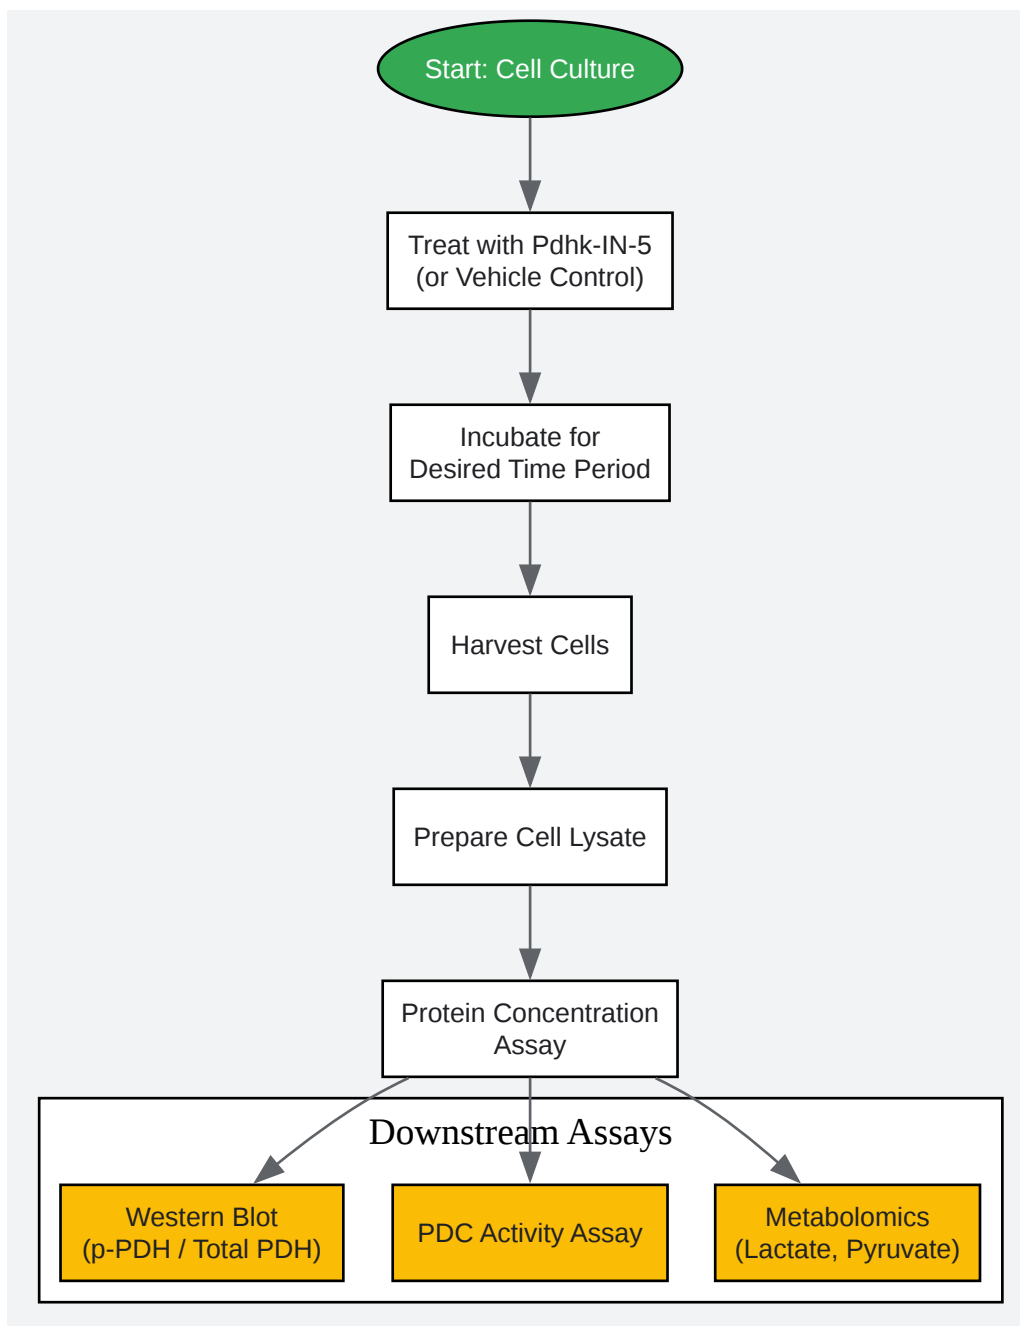 Start: Cell Culture
Treat with Pdhk-IN-5
(or Vehicle Control)
Incubate for
Desired Time Period
Harvest Cells
Prepare Cell Lysate
Protein Concentration
Assay
Downstream Assays
Western Blot
(p-PDH / Total PDH)
PDC Activity Assay
Metabolomics
(Lactate, Pyruvate)